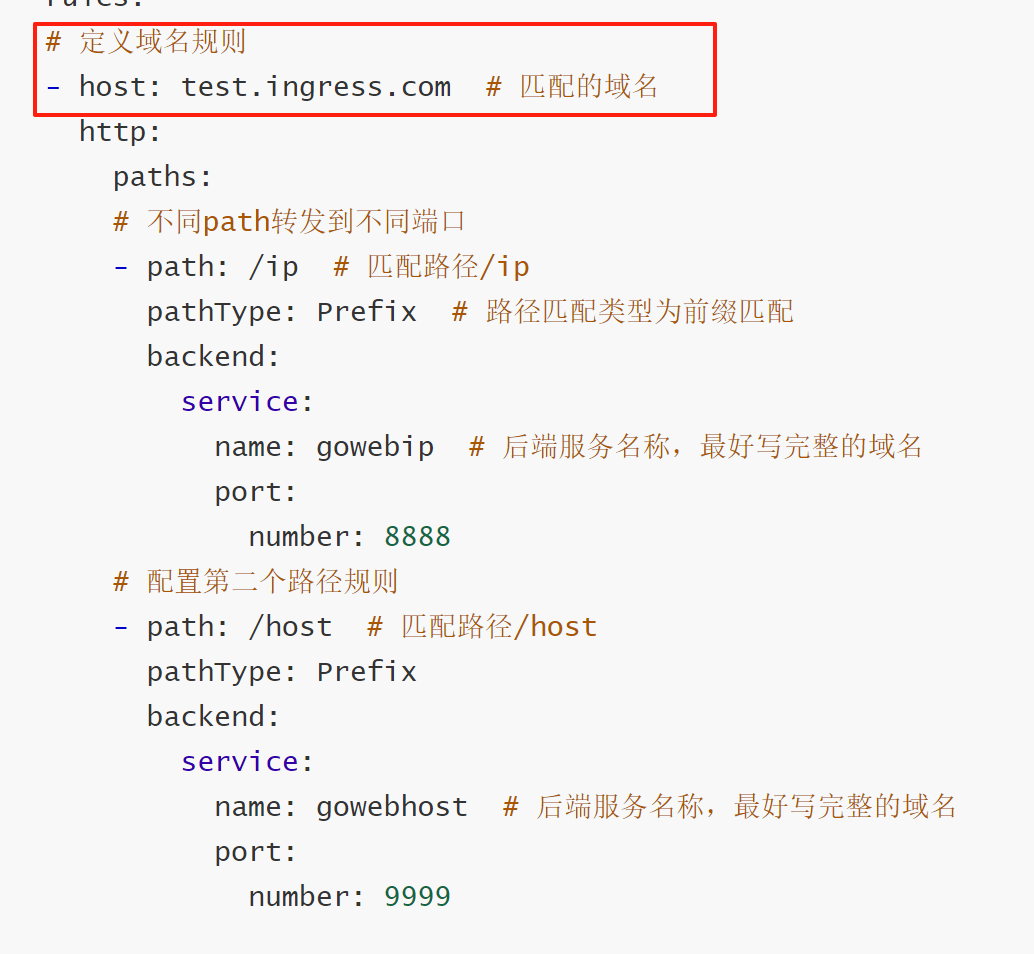 rules:
# 定义域名规则
- host: test.ingress.com  # 匹配的域名
http:
paths:
# 不同path转发到不同端口
- path: /ip  # 匹配路径/ip
pathType: Prefix  # 路径匹配类型为前缀匹配
backend:
service:
name: gowebip  # 后端服务名称，最好写完整的域名
port:
number: 8888
# 配置第二个路径规则
- path: /host  # 匹配路径/host
pathType: Prefix
backend:
service:
name: gowebhost  # 后端服务名称，最好写完整的域名
port:
number: 9999